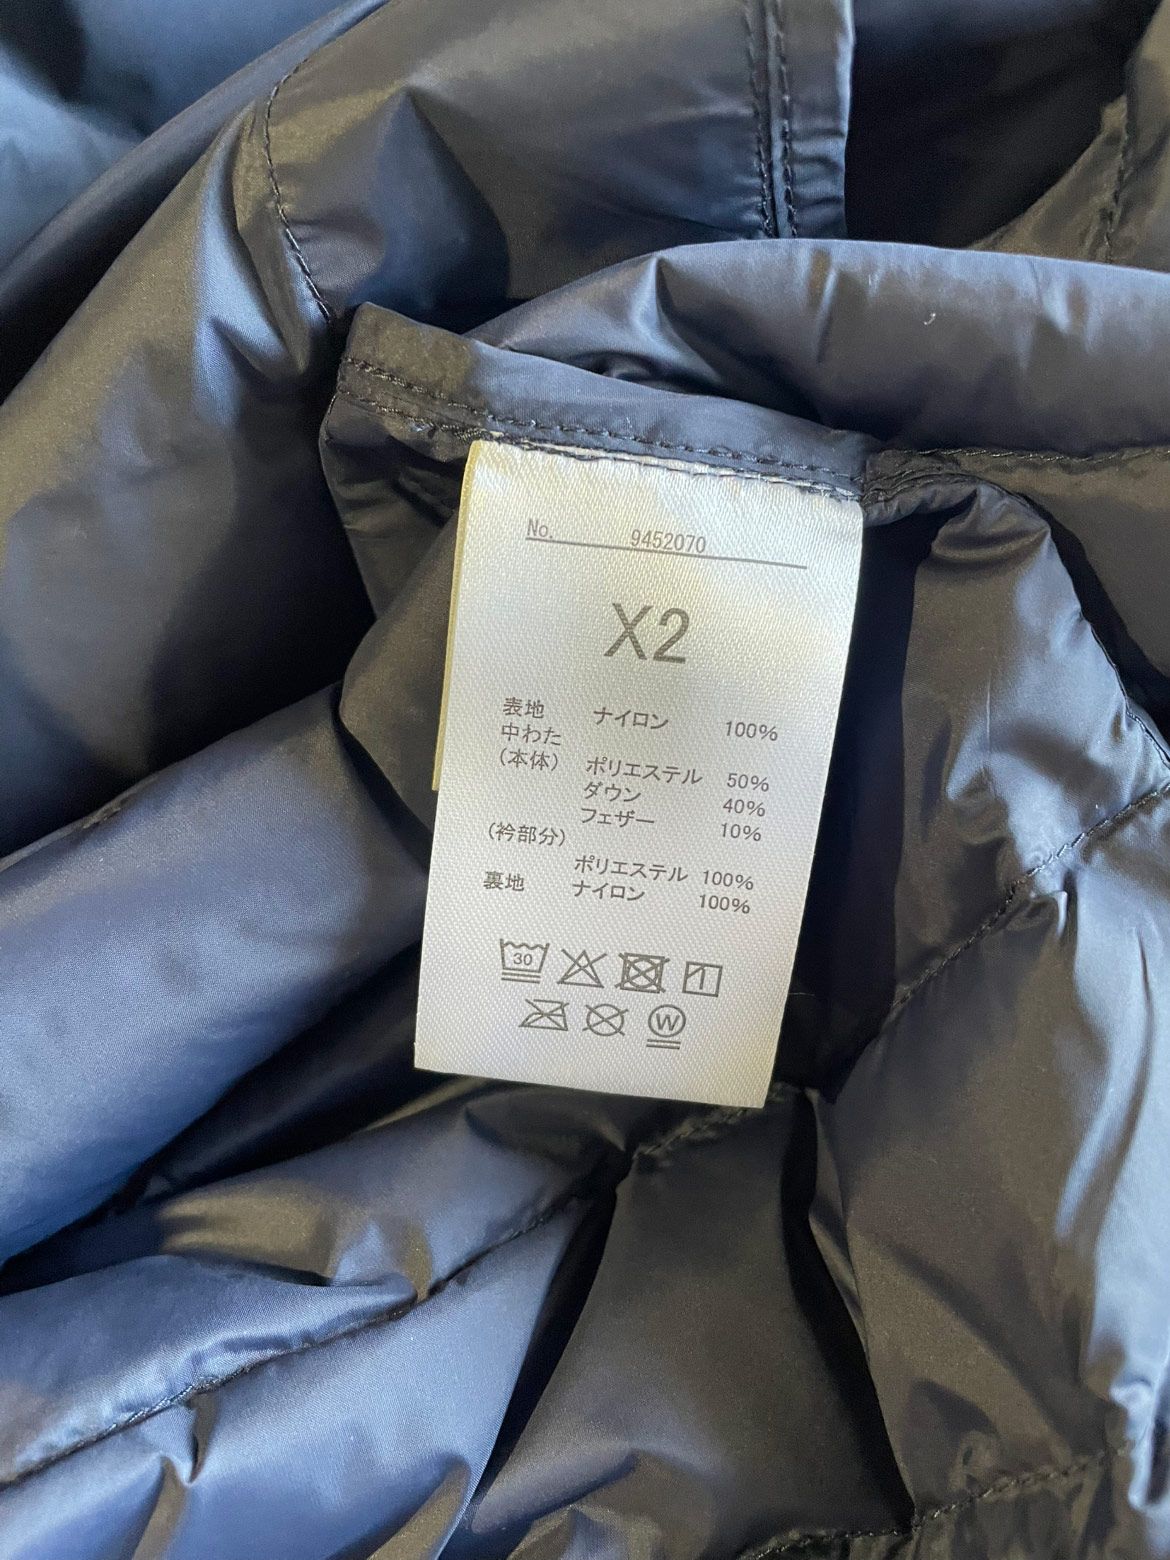 No. 9452070
X2
表地 ナイロン 100%
中わた
(本体) ポリエステル 50%
ダウン 40%
フェザー 10%
(衿部分)
ポリエステル 100%
裏地 ナイロン 100%
30
W